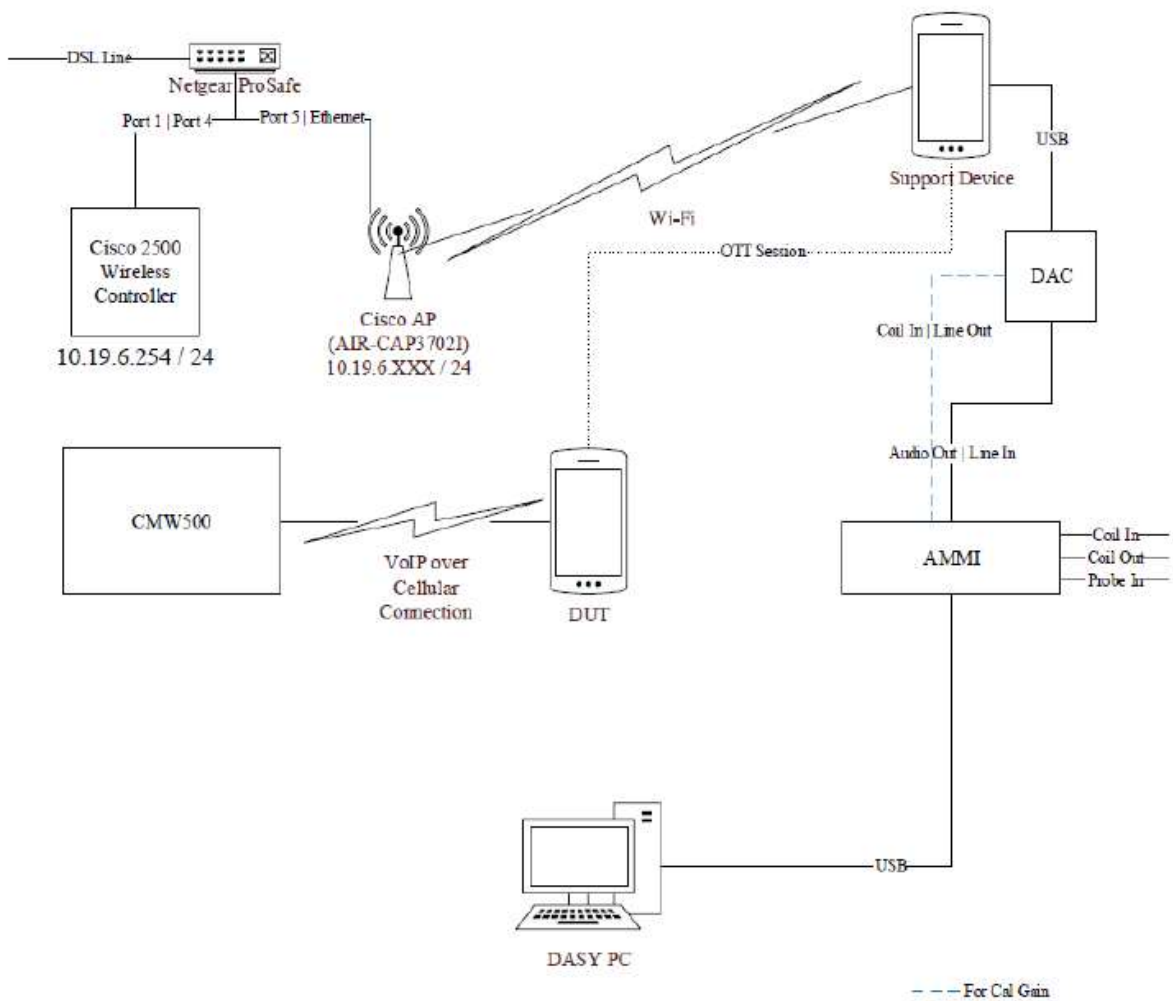 DSL Line
Netgear ProSafe
Port 1 | Port 4
Port 5 | Ethernet
Cisco 2500
Wireless
Controller
10.19.6.254 / 24
Cisco AP
(AIR-CAP3702I)
10.19.6.XXX / 24
Wi-Fi
Support Device
USB
OTT Session
DAC
Coil In | Line Out
Audio Out | Line In
CMW500
VoIP over
Cellular
Connection
DUT
AMMI
Coil In
Coil Out
Probe In
USB
DASY PC
For Cal Gain